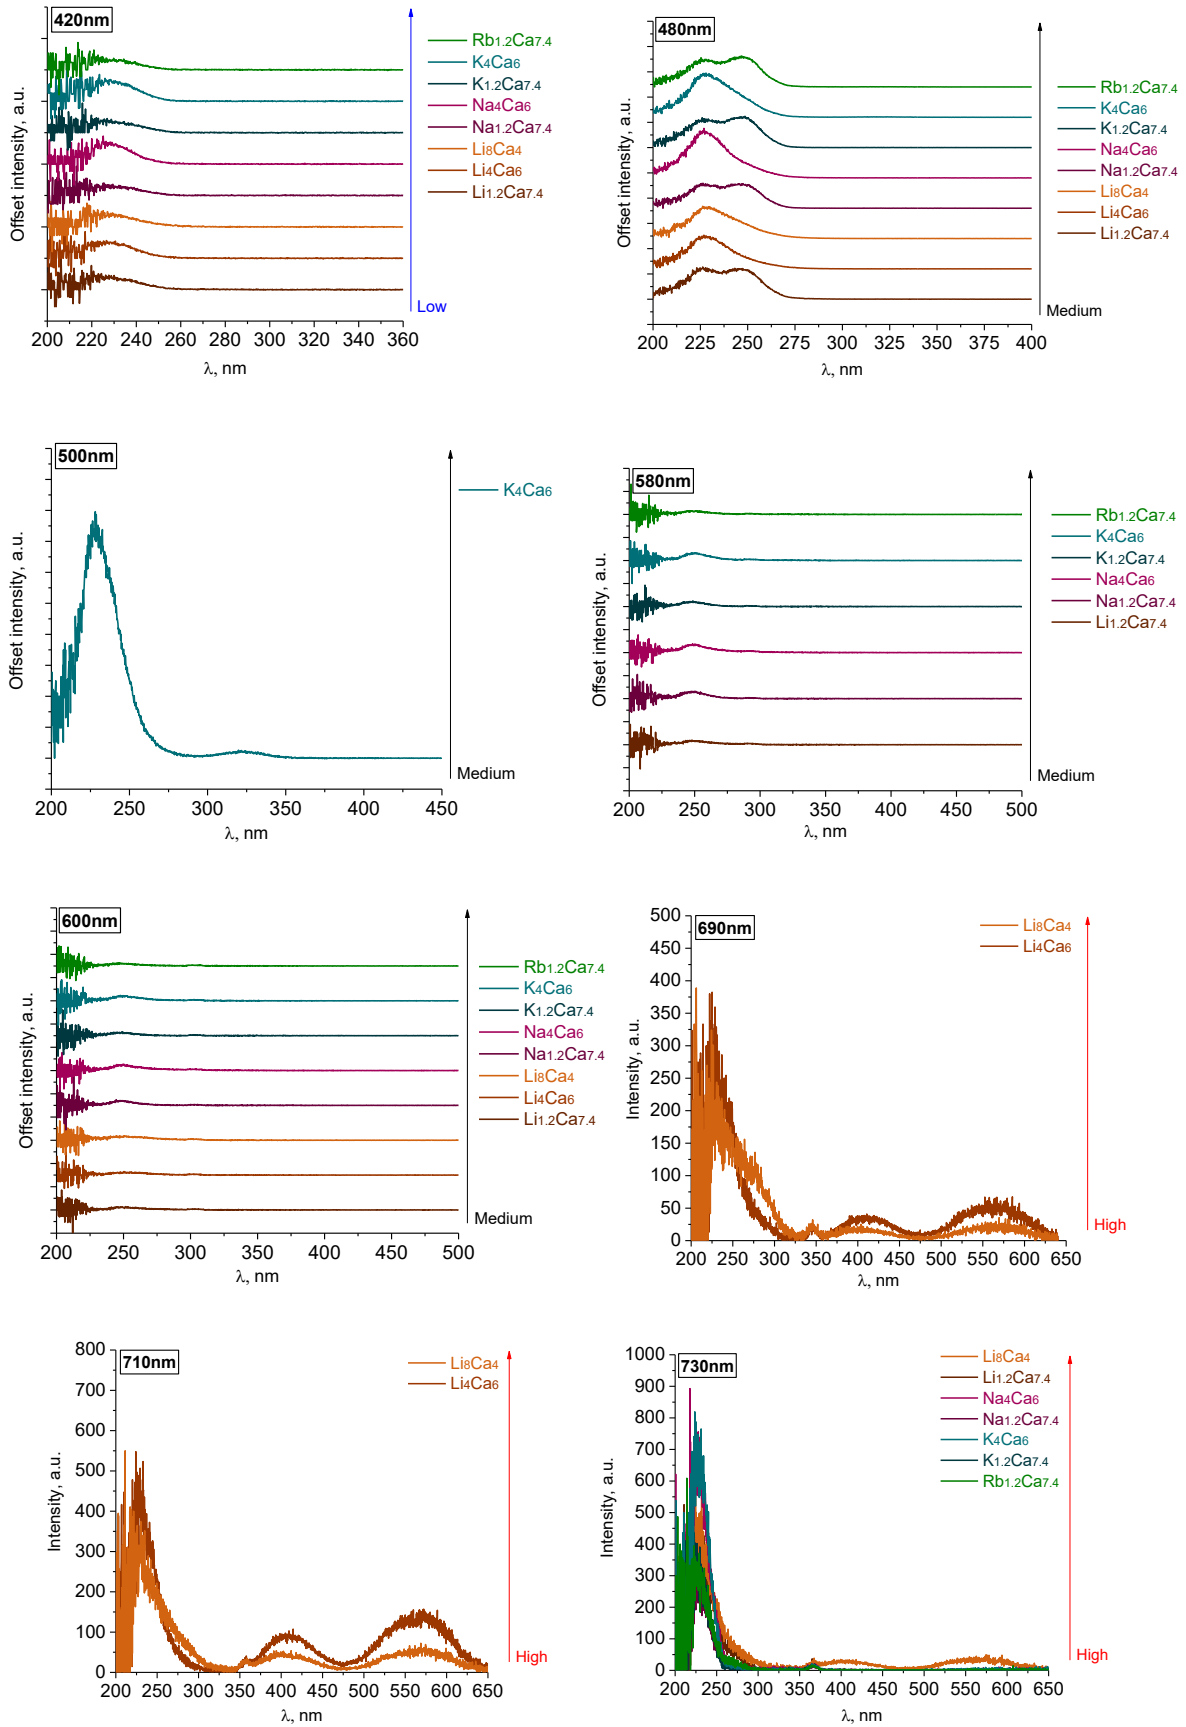 420nm
Offset intensity, a.u.
Rb1.2Ca7.4
K4Ca6
K1.2Ca7.4
Na4Ca6
Na1.2Ca7.4
Li8Ca4
Li4Ca6
Li1.2Ca7.4
Low
200 220 240 260 280 300 320 340 360
λ, nm
480nm
Offset intensity, a.u.
Rb1.2Ca7.4
K4Ca6
K1.2Ca7.4
Na4Ca6
Na1.2Ca7.4
Li8Ca4
Li4Ca6
Li1.2Ca7.4
Medium
200 225 250 275 300 325 350 375 400
λ, nm
500nm
Offset intensity, a.u.
K4Ca6
Medium
200 250 300 350 400 450
λ, nm
580nm
Offset intensity, a.u.
Rb1.2Ca7.4
K4Ca6
K1.2Ca7.4
Na4Ca6
Na1.2Ca7.4
Li1.2Ca7.4
Medium
200 250 300 350 400 450 500
λ, nm
600nm
Offset intensity, a.u.
Rb1.2Ca7.4
K4Ca6
K1.2Ca7.4
Na4Ca6
Na1.2Ca7.4
Li8Ca4
Li4Ca6
Li1.2Ca7.4
Medium
200 250 300 350 400 450 500
λ, nm
690nm
Intensity, a.u.
500
450
400
350
300
250
200
150
100
50
0
Li8Ca4
Li4Ca6
High
200 250 300 350 400 450 500 550 600 650
λ, nm
710nm
Intensity, a.u.
800
700
600
500
400
300
200
100
0
Li8Ca4
Li4Ca6
High
200 250 300 350 400 450 500 550 600 650
λ, nm
730nm
Intensity, a.u.
1000
900
800
700
600
500
400
300
200
100
0
Li8Ca4
Li1.2Ca7.4
Na4Ca6
Na1.2Ca7.4
K4Ca6
K1.2Ca7.4
Rb1.2Ca7.4
High
200 250 300 350 400 450 500 550 600 650
λ, nm